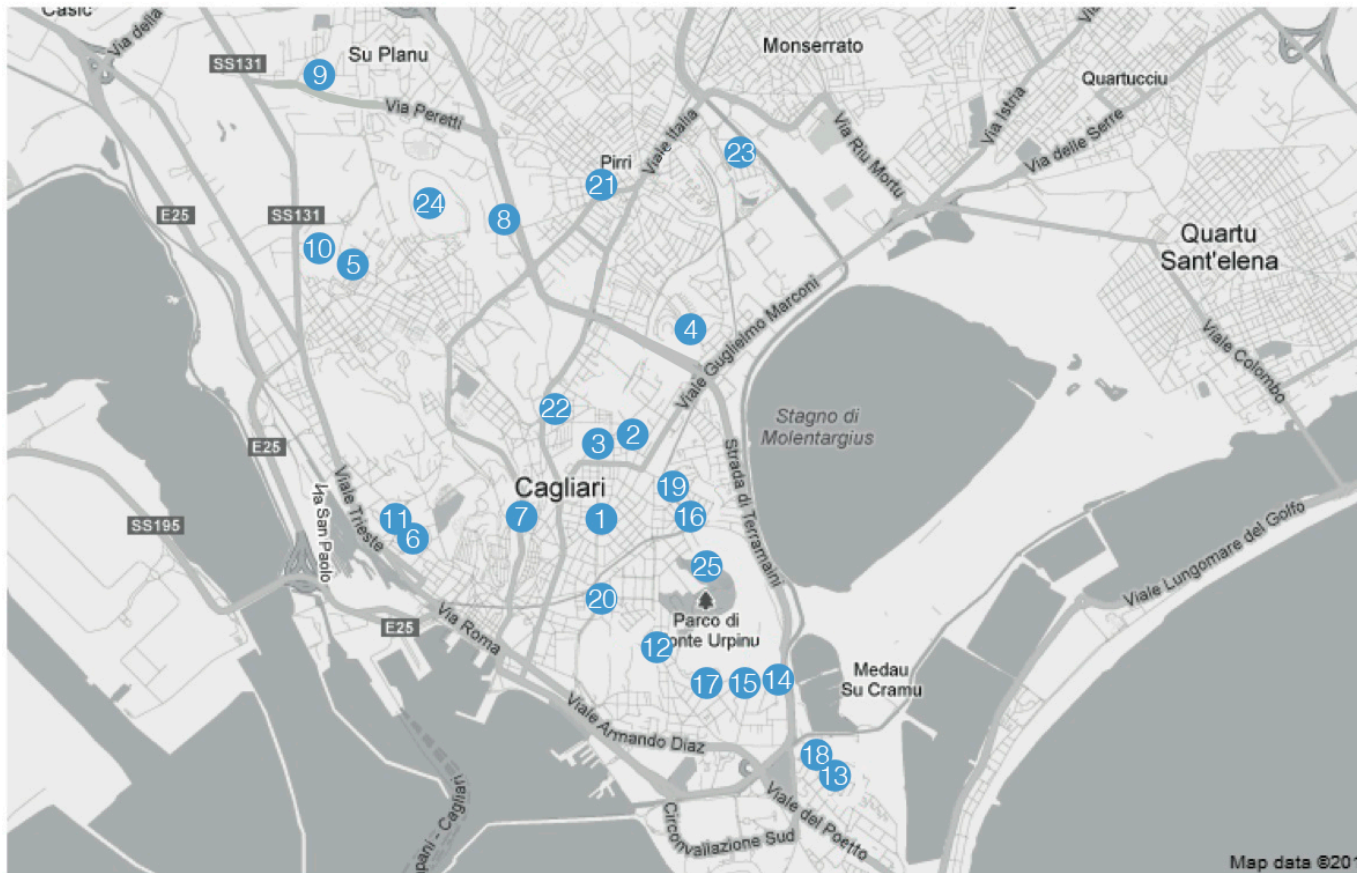 Casic
Via della
Su Planu
SS131
9
Via Peretti
Monserrato
Quartucciu
Via Istria
Via delle Serre
Viale Italia
Via Riu Mortu
23
Pirri
21
24
8
E25
SS131
10
5
Quartu
Sant'elena
4
Viale Guglielmo Marconi
Viale Colombo
22
Stagno di
Molentargius
3
2
E25
Cagliari
Viale Trieste
Strada di Terramaini
19
16
11
6
7
1
SS195
San Paolo
Viale Lungomare del Golfo
25
20
E25
Via Roma
Parco di
onte Urpinu
12
17
15
14
Medau
Su Cramu
Viale Armando Diaz
18
13
Viale del Poetto
Circonvallazione Sud
pani - Cagliari
Map data ©201